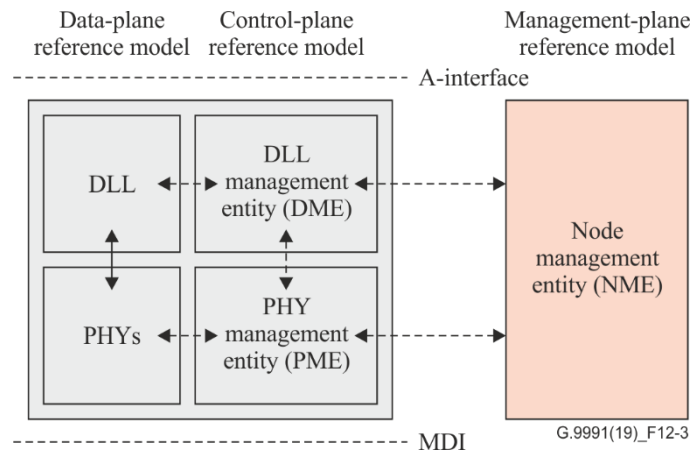 Data-plane
reference model
Control-plane
reference model
Management-plane
reference model
A-interface
DLL
DLL
management
entity (DME)
Node
management
entity (NME)
PHYs
PHY
management
entity (PME)
MDI
G.9991(19)_F12-3